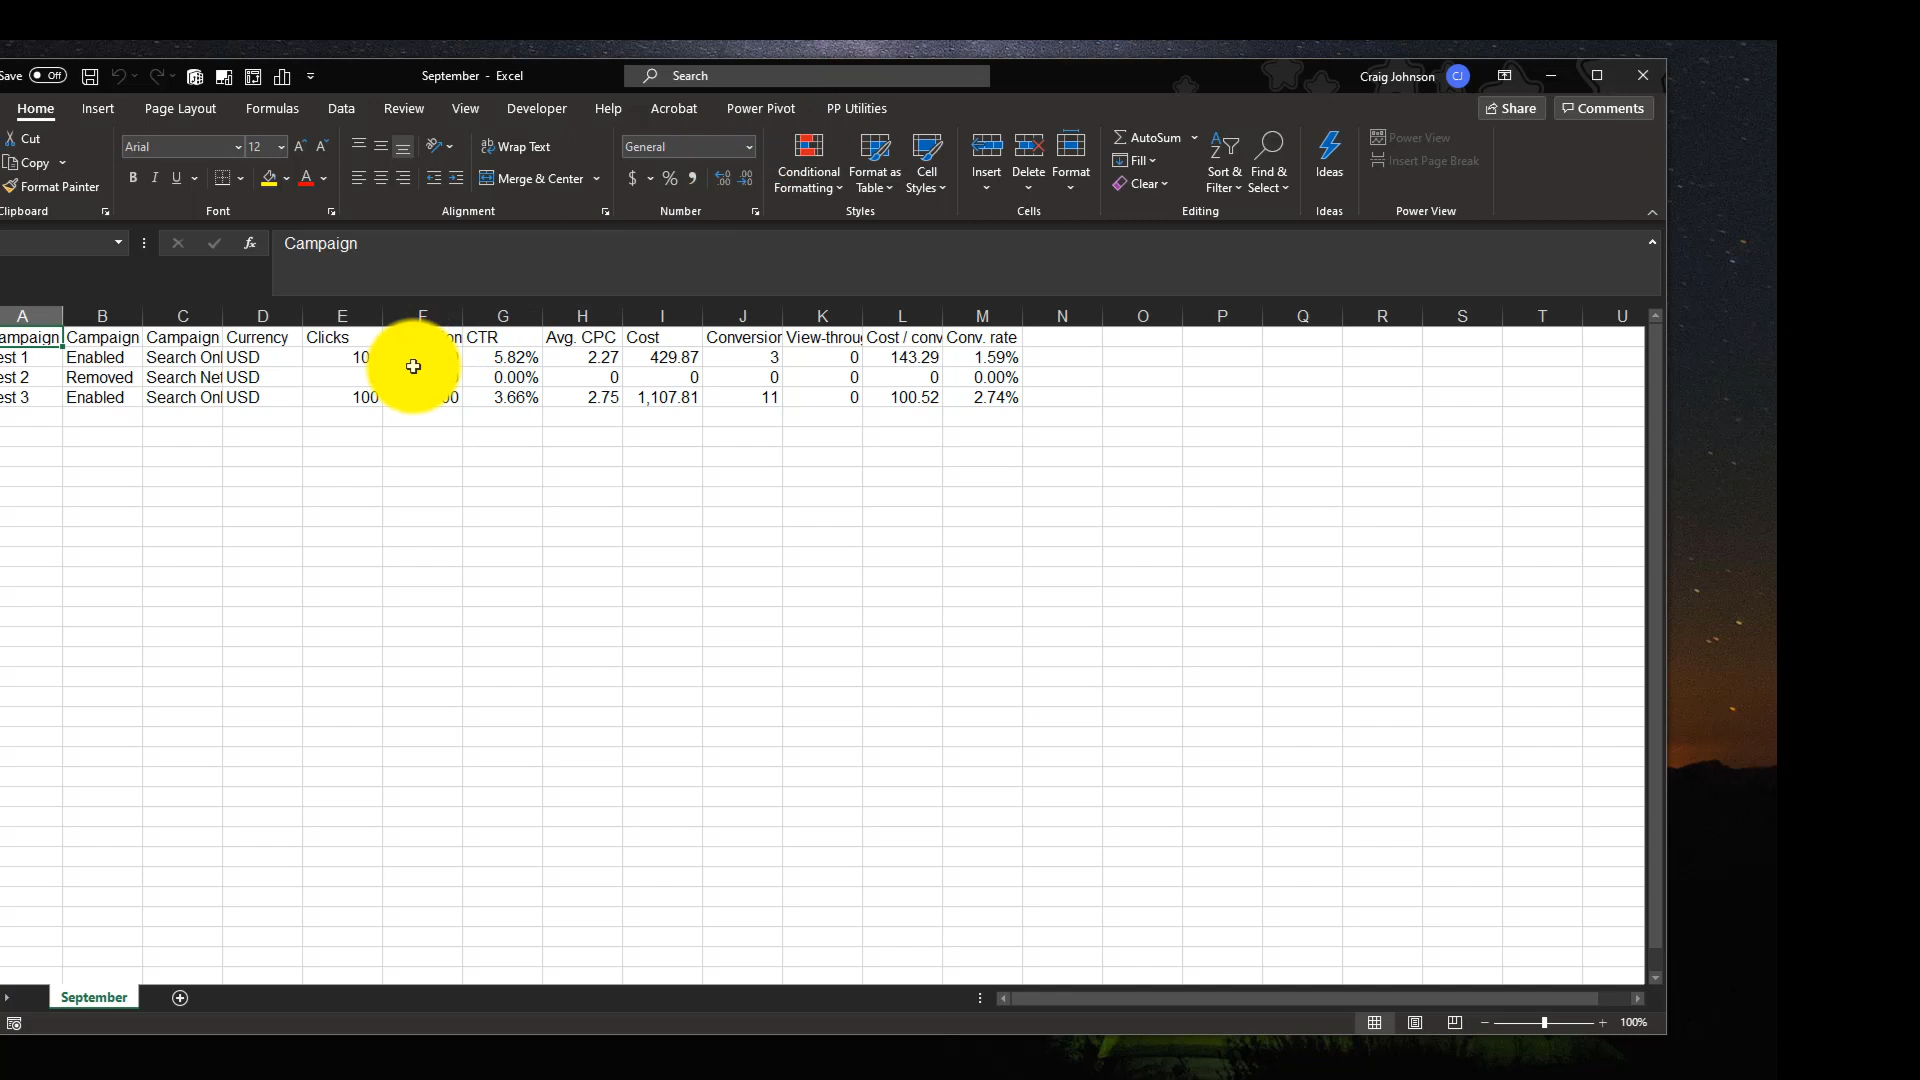 Save Off September - Excel Search Craig Johnson CJ
Home Insert Page Layout Formulas Data Review View Developer Help Acrobat Power Pivot PP Utilities Share Comments
Cut
Copy
Format Painter
Clipboard
Arial 12
B I U
Font
Wrap Text
Merge & Center
Alignment
General
$ % ,
Number
Conditional Formatting
Format as Table
Cell Styles
Styles
Insert Delete Format
Cells
AutoSum
Fill
Clear
Sort & Filter
Find & Select
Editing
Ideas
Ideas
Power View
Insert Page Break
Power View
fx Campaign
A B C D E F G H I J K L M N O P Q R S T U
ampaign Campaign Campaign Currency Clicks on CTR Avg. CPC Cost Conversion View-throu Cost / conv Conv. rate
est 1 Enabled Search Onl USD 10 5.82% 2.27 429.87 3 0 143.29 1.59%
est 2 Removed Search Net USD 0.00% 0 0 0 0 0 0.00%
est 3 Enabled Search Onl USD 100 00 3.66% 2.75 1,107.81 11 0 100.52 2.74%
September
100%